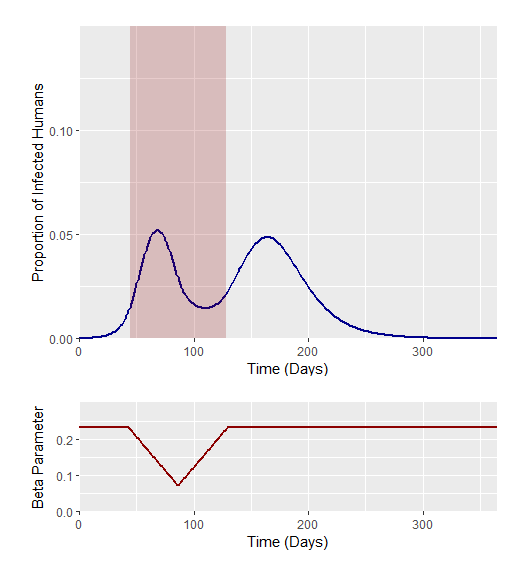 Proportion of Infected Humans
0.10
0.05
0.00
0 100 200 300
Time (Days)
Beta Parameter
0.2
0.1
0.0
0 100 200 300
Time (Days)